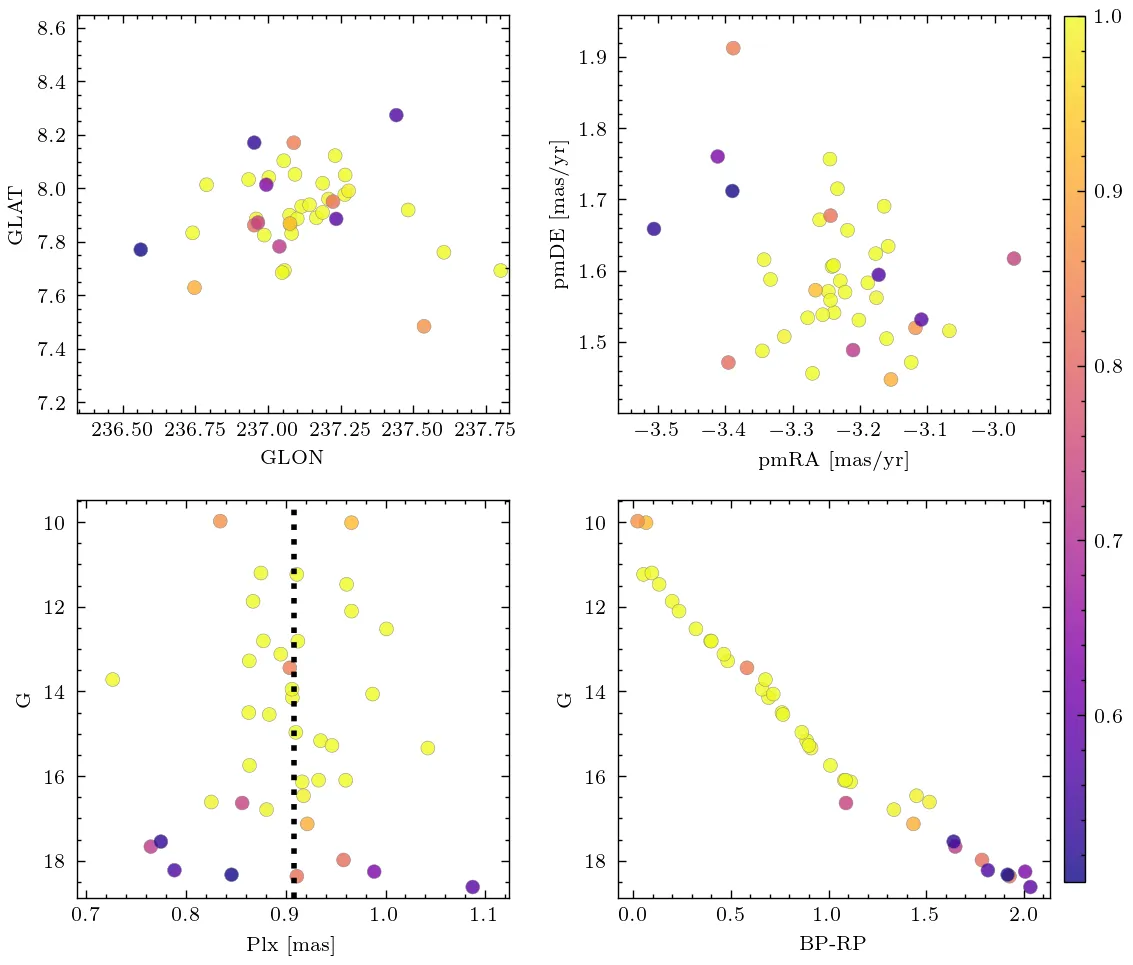 8.6
8.4
8.2
8.0
7.8
7.6
7.4
7.2
GLAT
236.50 236.75 237.00 237.25 237.50 237.75
GLON
1.9
1.8
1.7
1.6
1.5
pmDE [mas/yr]
−3.5 −3.4 −3.3 −3.2 −3.1 −3.0
pmRA [mas/yr]
1.0
0.9
0.8
0.7
0.6
10
12
14
16
18
G
0.7 0.8 0.9 1.0 1.1
Plx [mas]
10
12
14
16
18
G
0.0 0.5 1.0 1.5 2.0
BP-RP